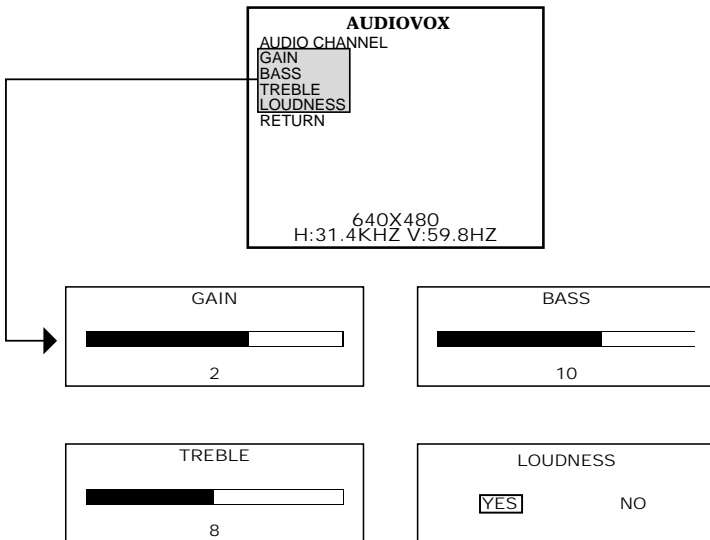 AUDIOVOX
AUDIO CHANNEL
GAIN
BASS
TREBLE
LOUDNESS
RETURN
640X480
H:31.4KHZ V:59.8HZ
GAIN
2
BASS
10
TREBLE
8
LOUDNESS
YES NO